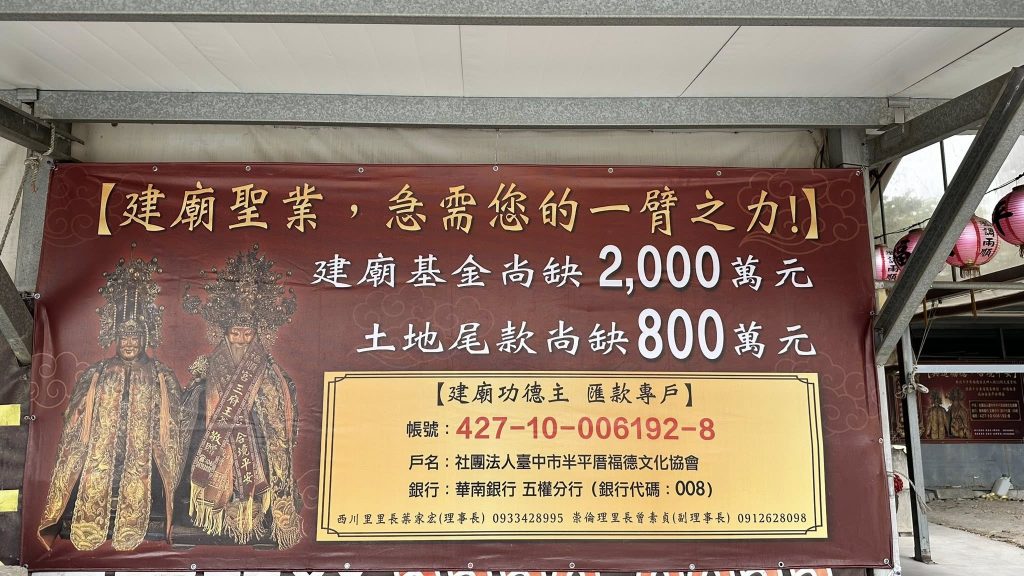 【建廟聖業，急需您的一臂之力!】
建廟基金尚缺 2,000 萬元
土地尾款尚缺 800 萬元
【建廟功德主 匯款專戶】
帳號：427-10-006192-8
戶名：社團法人臺中市半平厝福德文化協會
銀行：華南銀行 五權分行（銀行代碼：008）
西川里里長葉家宏(理事長) 0933428995 崇倫理里長曾素貞(副理事長) 0912628098